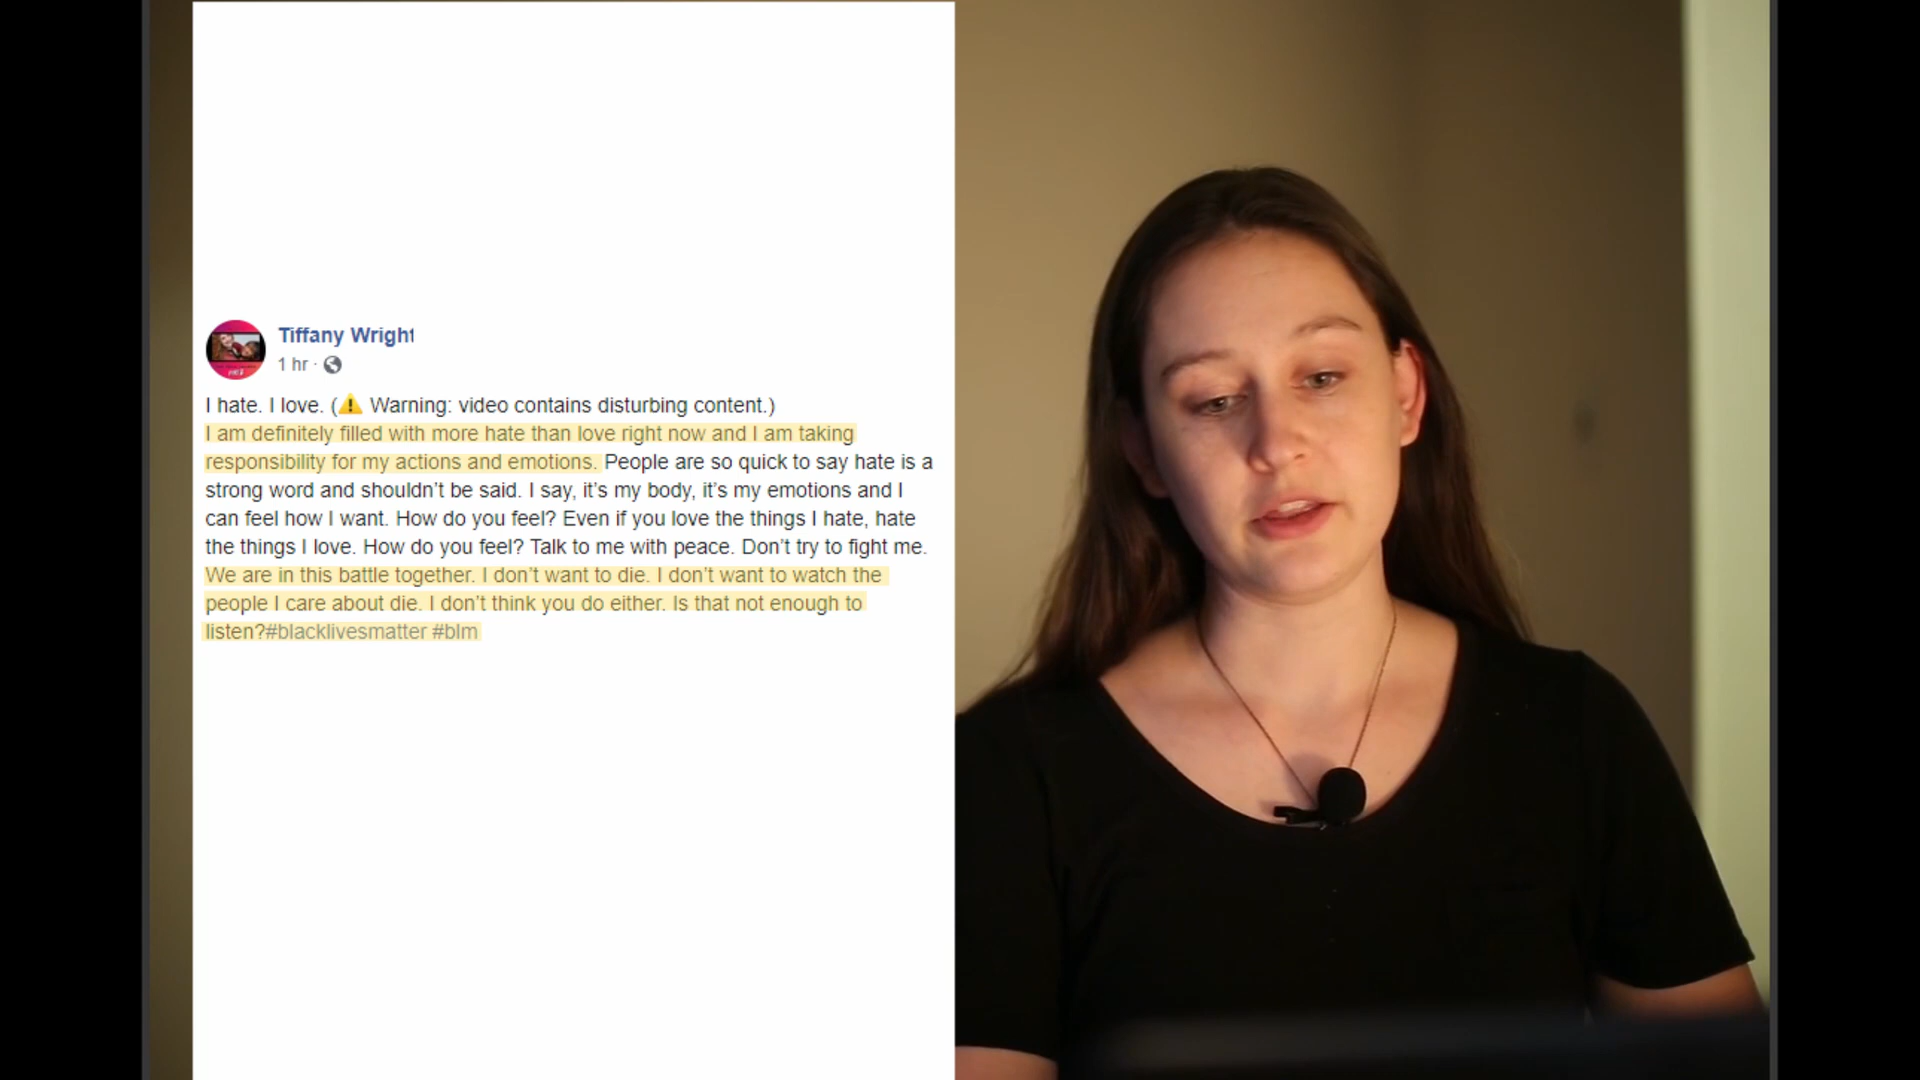 Tiffany Wright
1 hr ·
I hate. I love. (⚠️ Warning: video contains disturbing content.)
I am definitely filled with more hate than love right now and I am taking
responsibility for my actions and emotions. People are so quick to say hate is a
strong word and shouldn’t be said. I say, it’s my body, it’s my emotions and I
can feel how I want. How do you feel? Even if you love the things I hate, hate
the things I love. How do you feel? Talk to me with peace. Don’t try to fight me.
We are in this battle together. I don’t want to die. I don’t want to watch the
people I care about die. I don’t think you do either. Is that not enough to
listen?#blacklivesmatter #blm